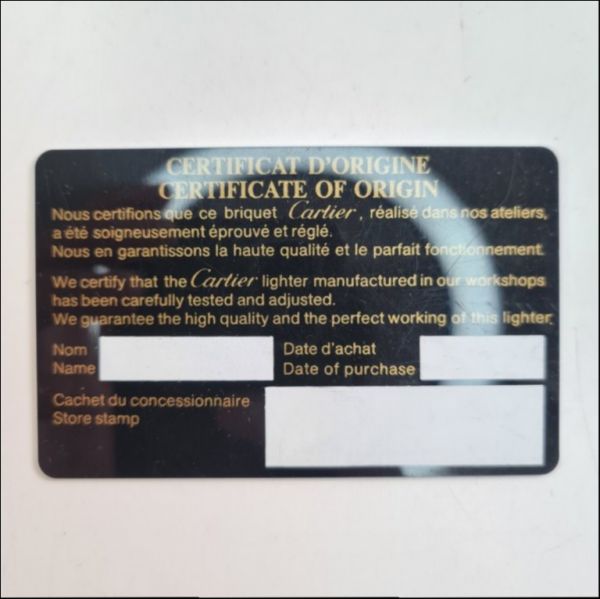 CERTIFICAT D'ORIGINE
CERTIFICATE OF ORIGIN
Nous certifions que ce briquet Cartier, réalisé dans nos ateliers,
a été soigneusement éprouvé et réglé.
Nous en garantissons la haute qualité et le parfait fonctionnement.
We certify that the Cartier lighter manufactured in our workshops
has been carefully tested and adjusted.
We guarantee the high quality and the perfect working of this lighter.
Nom
Name
Date d'achat
Date of purchase
Cachet du concessionnaire
Store stamp